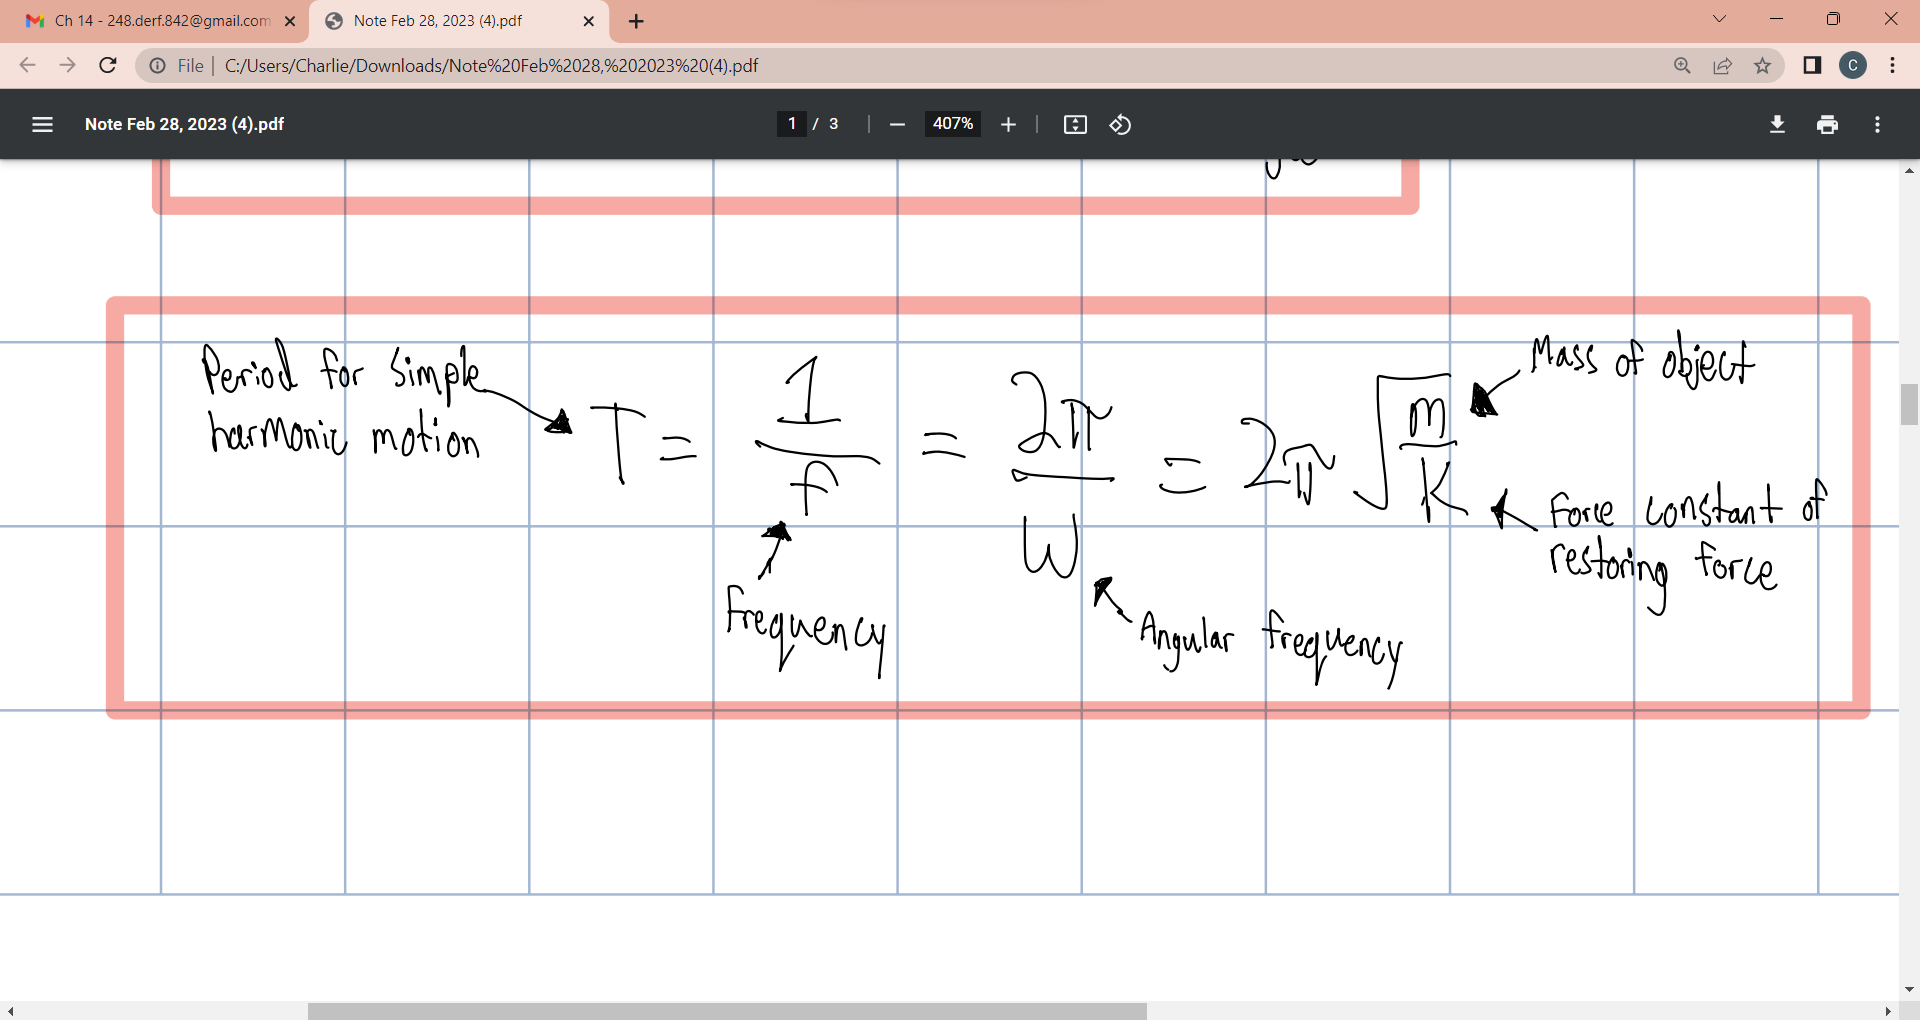 Ch 14 - 248.derf.842@gmail.com
Note Feb 28, 2023 (4).pdf
File | C:/Users/Charlie/Downloads/Note%20Feb%2028,%202023%20(4).pdf
C
Note Feb 28, 2023 (4).pdf
1 / 3
407%
Period for simple
harmonic motion
T = 1/f = 2π/ω = 2π√(m/K)
Mass of object
Force constant of
restoring force
Frequency
Angular frequency